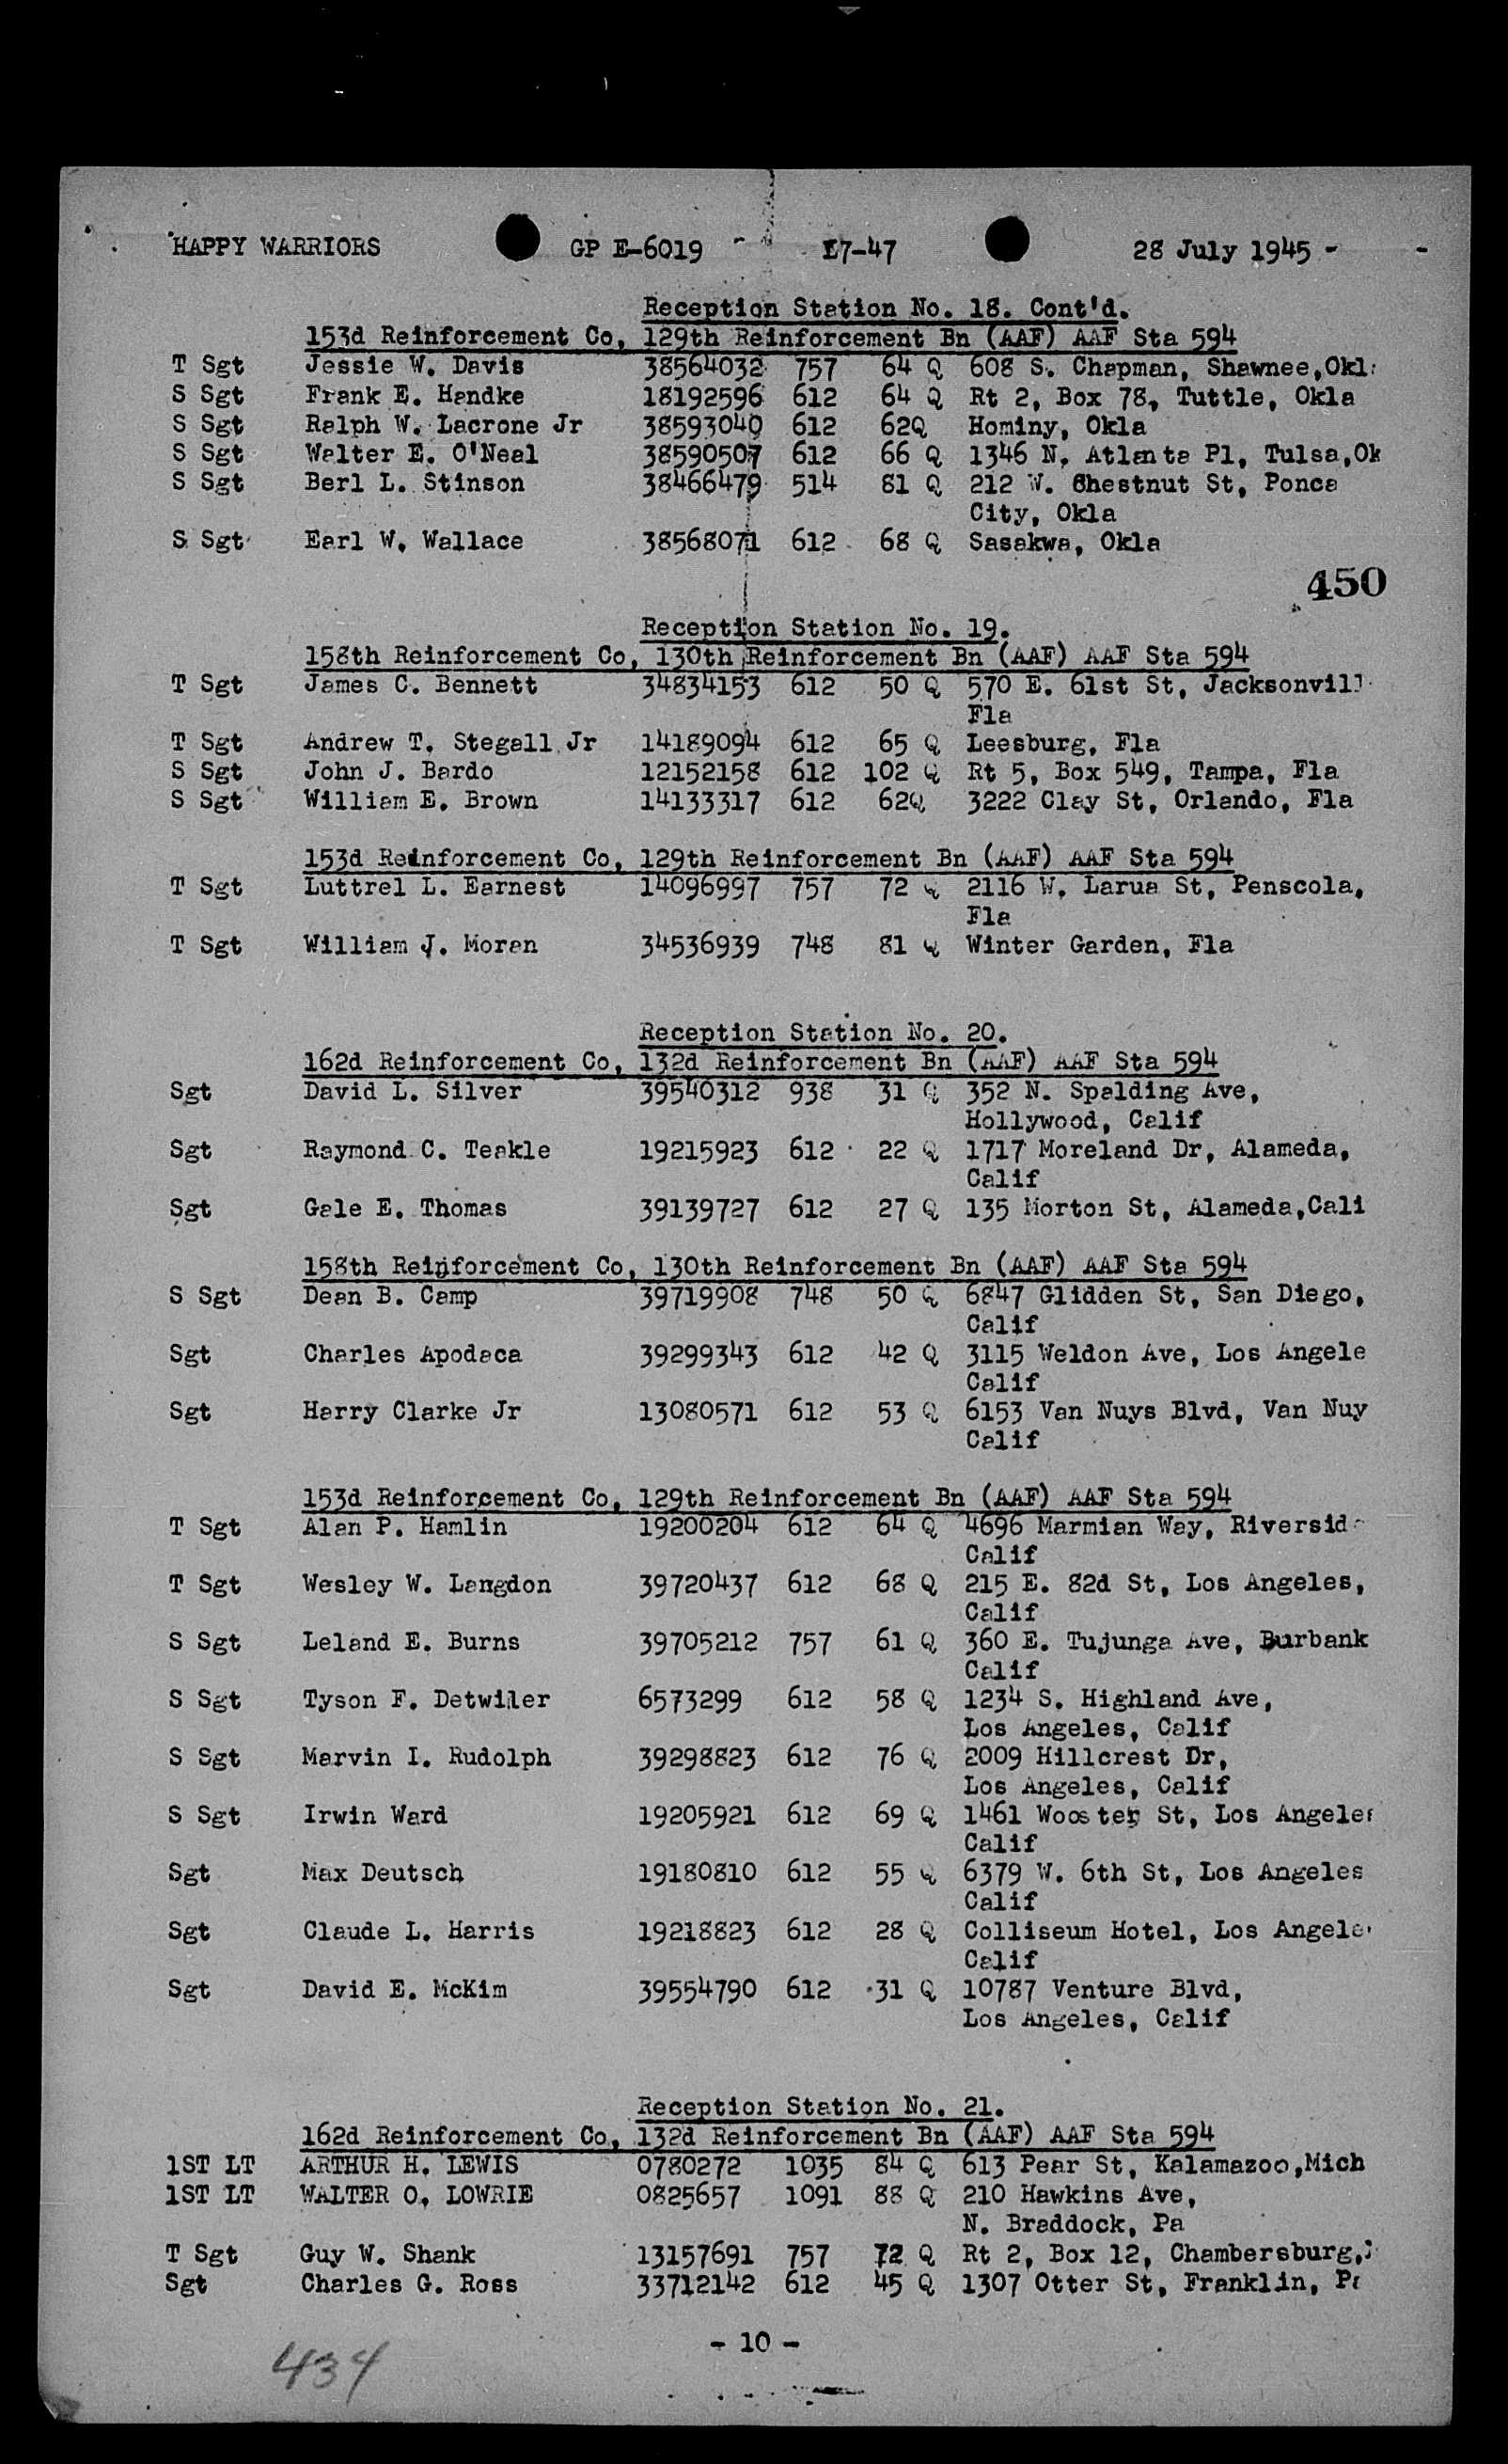 HAPPY WARRIORS GP E-6019 E7-47 28 July 1945
Reception Station No. 18. Cont'd.
153d Reinforcement Co, 129th Reinforcement Bn (AAF) AAF Sta 594
T Sgt Jessie W. Davis 38564032 757 64 Q 608 S. Chapman, Shawnee,Okl
S Sgt Frank E. Handke 18192596 612 64 Q Rt 2, Box 78, Tuttle, Okla
S Sgt Ralph W. Lacrone Jr 38593040 612 62Q Hominy, Okla
S Sgt Walter E. O'Neal 38590507 612 66 Q 1346 N. Atlanta Pl, Tulsa,Ok
S Sgt Berl L. Stinson 38466479 514 81 Q 212 W. Chestnut St, Ponca
City, Okla
S Sgt Earl W. Wallace 38568071 612 68 Q Sasakwa, Okla
450
Reception Station No. 19.
158th Reinforcement Co, 130th Reinforcement Bn (AAF) AAF Sta 594
T Sgt James C. Bennett 34834153 612 50 Q 570 E. 61st St, Jacksonvill
Fla
T Sgt Andrew T. Stegall Jr 14189094 612 65 Q Leesburg, Fla
S Sgt John J. Bardo 12152158 612 102 Q Rt 5, Box 549, Tampa, Fla
S Sgt William E. Brown 14133317 612 62Q 3222 Clay St, Orlando, Fla
153d Reinforcement Co, 129th Reinforcement Bn (AAF) AAF Sta 594
T Sgt Luttrel L. Earnest 14096997 757 72 Q 2116 W. Larua St, Penscola,
Fla
T Sgt William J. Moran 34536939 748 81 Q Winter Garden, Fla
Reception Station No. 20.
162d Reinforcement Co, 132d Reinforcement Bn (AAF) AAF Sta 594
Sgt David L. Silver 39540312 938 31 Q 352 N. Spalding Ave,
Hollywood, Calif
Sgt Raymond C. Teakle 19215923 612 22 Q 1717 Moreland Dr, Alameda,
Calif
Sgt Gale E. Thomas 39139727 612 27 Q 135 Morton St, Alameda,Cali
158th Reinforcement Co, 130th Reinforcement Bn (AAF) AAF Sta 594
S Sgt Dean B. Camp 39719908 748 50 Q 6847 Glidden St, San Diego,
Calif
Sgt Charles Apodaca 39299343 612 42 Q 3115 Weldon Ave, Los Angele
Calif
Sgt Harry Clarke Jr 13080571 612 53 Q 6153 Van Nuys Blvd, Van Nuy
Calif
153d Reinforcement Co, 129th Reinforcement Bn (AAF) AAF Sta 594
T Sgt Alan P. Hamlin 19200204 612 64 Q 4696 Marmian Way, Riversid
Calif
T Sgt Wesley W. Langdon 39720437 612 68 Q 215 E. 82d St, Los Angeles,
Calif
S Sgt Leland E. Burns 39705212 757 61 Q 360 E. Tujunga Ave, Burbank
Calif
S Sgt Tyson F. Detwiler 6573299 612 58 Q 1234 S. Highland Ave,
Los Angeles, Calif
S Sgt Marvin I. Rudolph 39298823 612 76 Q 2009 Hillcrest Dr,
Los Angeles, Calif
S Sgt Irwin Ward 19205921 612 69 Q 1461 Wooster St, Los Angeles
Calif
Sgt Max Deutsch 19180810 612 55 Q 6379 W. 6th St, Los Angeles
Calif
Sgt Claude L. Harris 19218823 612 28 Q Colliseum Hotel, Los Angele
Calif
Sgt David E. McKim 39554790 612 31 Q 10787 Venture Blvd,
Los Angeles, Calif
Reception Station No. 21.
162d Reinforcement Co, 132d Reinforcement Bn (AAF) AAF Sta 594
1ST LT ARTHUR H. LEWIS 0780272 1035 84 Q 613 Pear St, Kalamazoo,Mich
1ST LT WALTER O. LOWRIE 0825657 1091 88 Q 210 Hawkins Ave,
N. Braddock, Pa
T Sgt Guy W. Shank 13157691 757 72 Q Rt 2, Box 12, Chambersburg,
Sgt Charles G. Ross 33712142 612 45 Q 1307 Otter St, Franklin, Pa
- 10 -
434